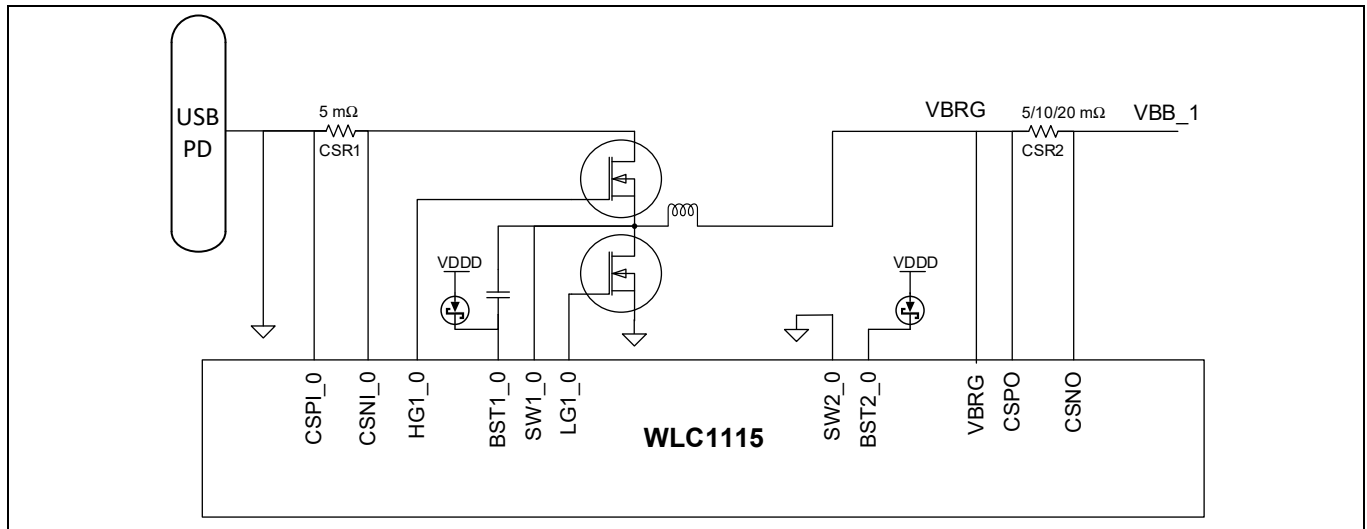 USB
PD
5 mΩ
CSR1
VBRG
5/10/20 mΩ
CSR2
VBB_1
VDDD
VDDD
CSPI_0
CSNI_0
HG1_0
BST1_0
SW1_0
LG1_0
SW2_0
BST2_0
VBRG
CSPO
CSNO
WLC1115